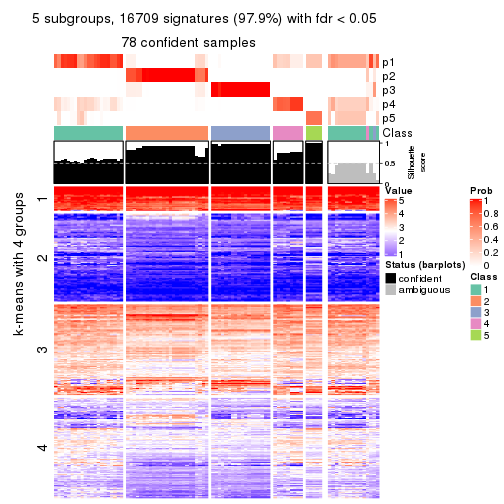 5 subgroups, 16709 signatures (97.9%) with fdr < 0.05
78 confident samples
p1
p2
p3
p4
p5
Class
1
0.5
0
Silhouette
score
k-means with 4 groups
1
2
3
4
Value
5
4
3
2
1
Status (barplots)
confident
ambiguous
Prob
1
0.8
0.6
0.4
0.2
0
Class
1
2
3
4
5